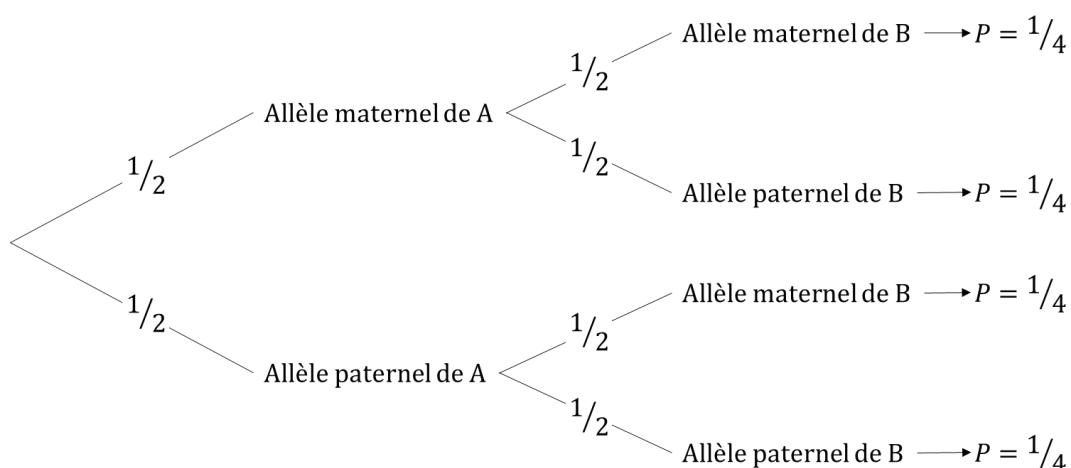 Allèle maternel de B → P = 1/4
1/2
Allèle maternel de A
1/2
1/2
Allèle paternel de B → P = 1/4
1/2
Allèle maternel de B → P = 1/4
1/2
Allèle paternel de A
1/2
Allèle paternel de B → P = 1/4